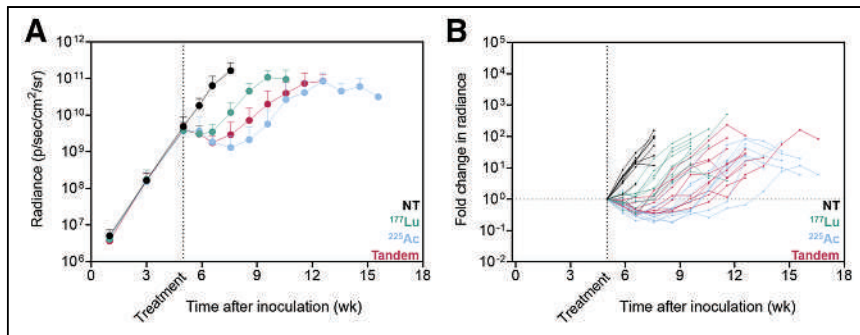 A
Radiance (p/sec/cm²/sr)
10¹²
10¹¹
10¹⁰
10⁹
10⁸
10⁷
10⁶
NT
¹⁷⁷Lu
²²⁵Ac
Tandem
0 3 6 9 12 15 18
Treatment
Time after inoculation (wk)
B
Fold change in radiance
10⁵
10⁴
10³
10²
10¹
10⁰
10⁻¹
10⁻²
NT
¹⁷⁷Lu
²²⁵Ac
Tandem
0 3 6 9 12 15 18
Treatment
Time after inoculation (wk)